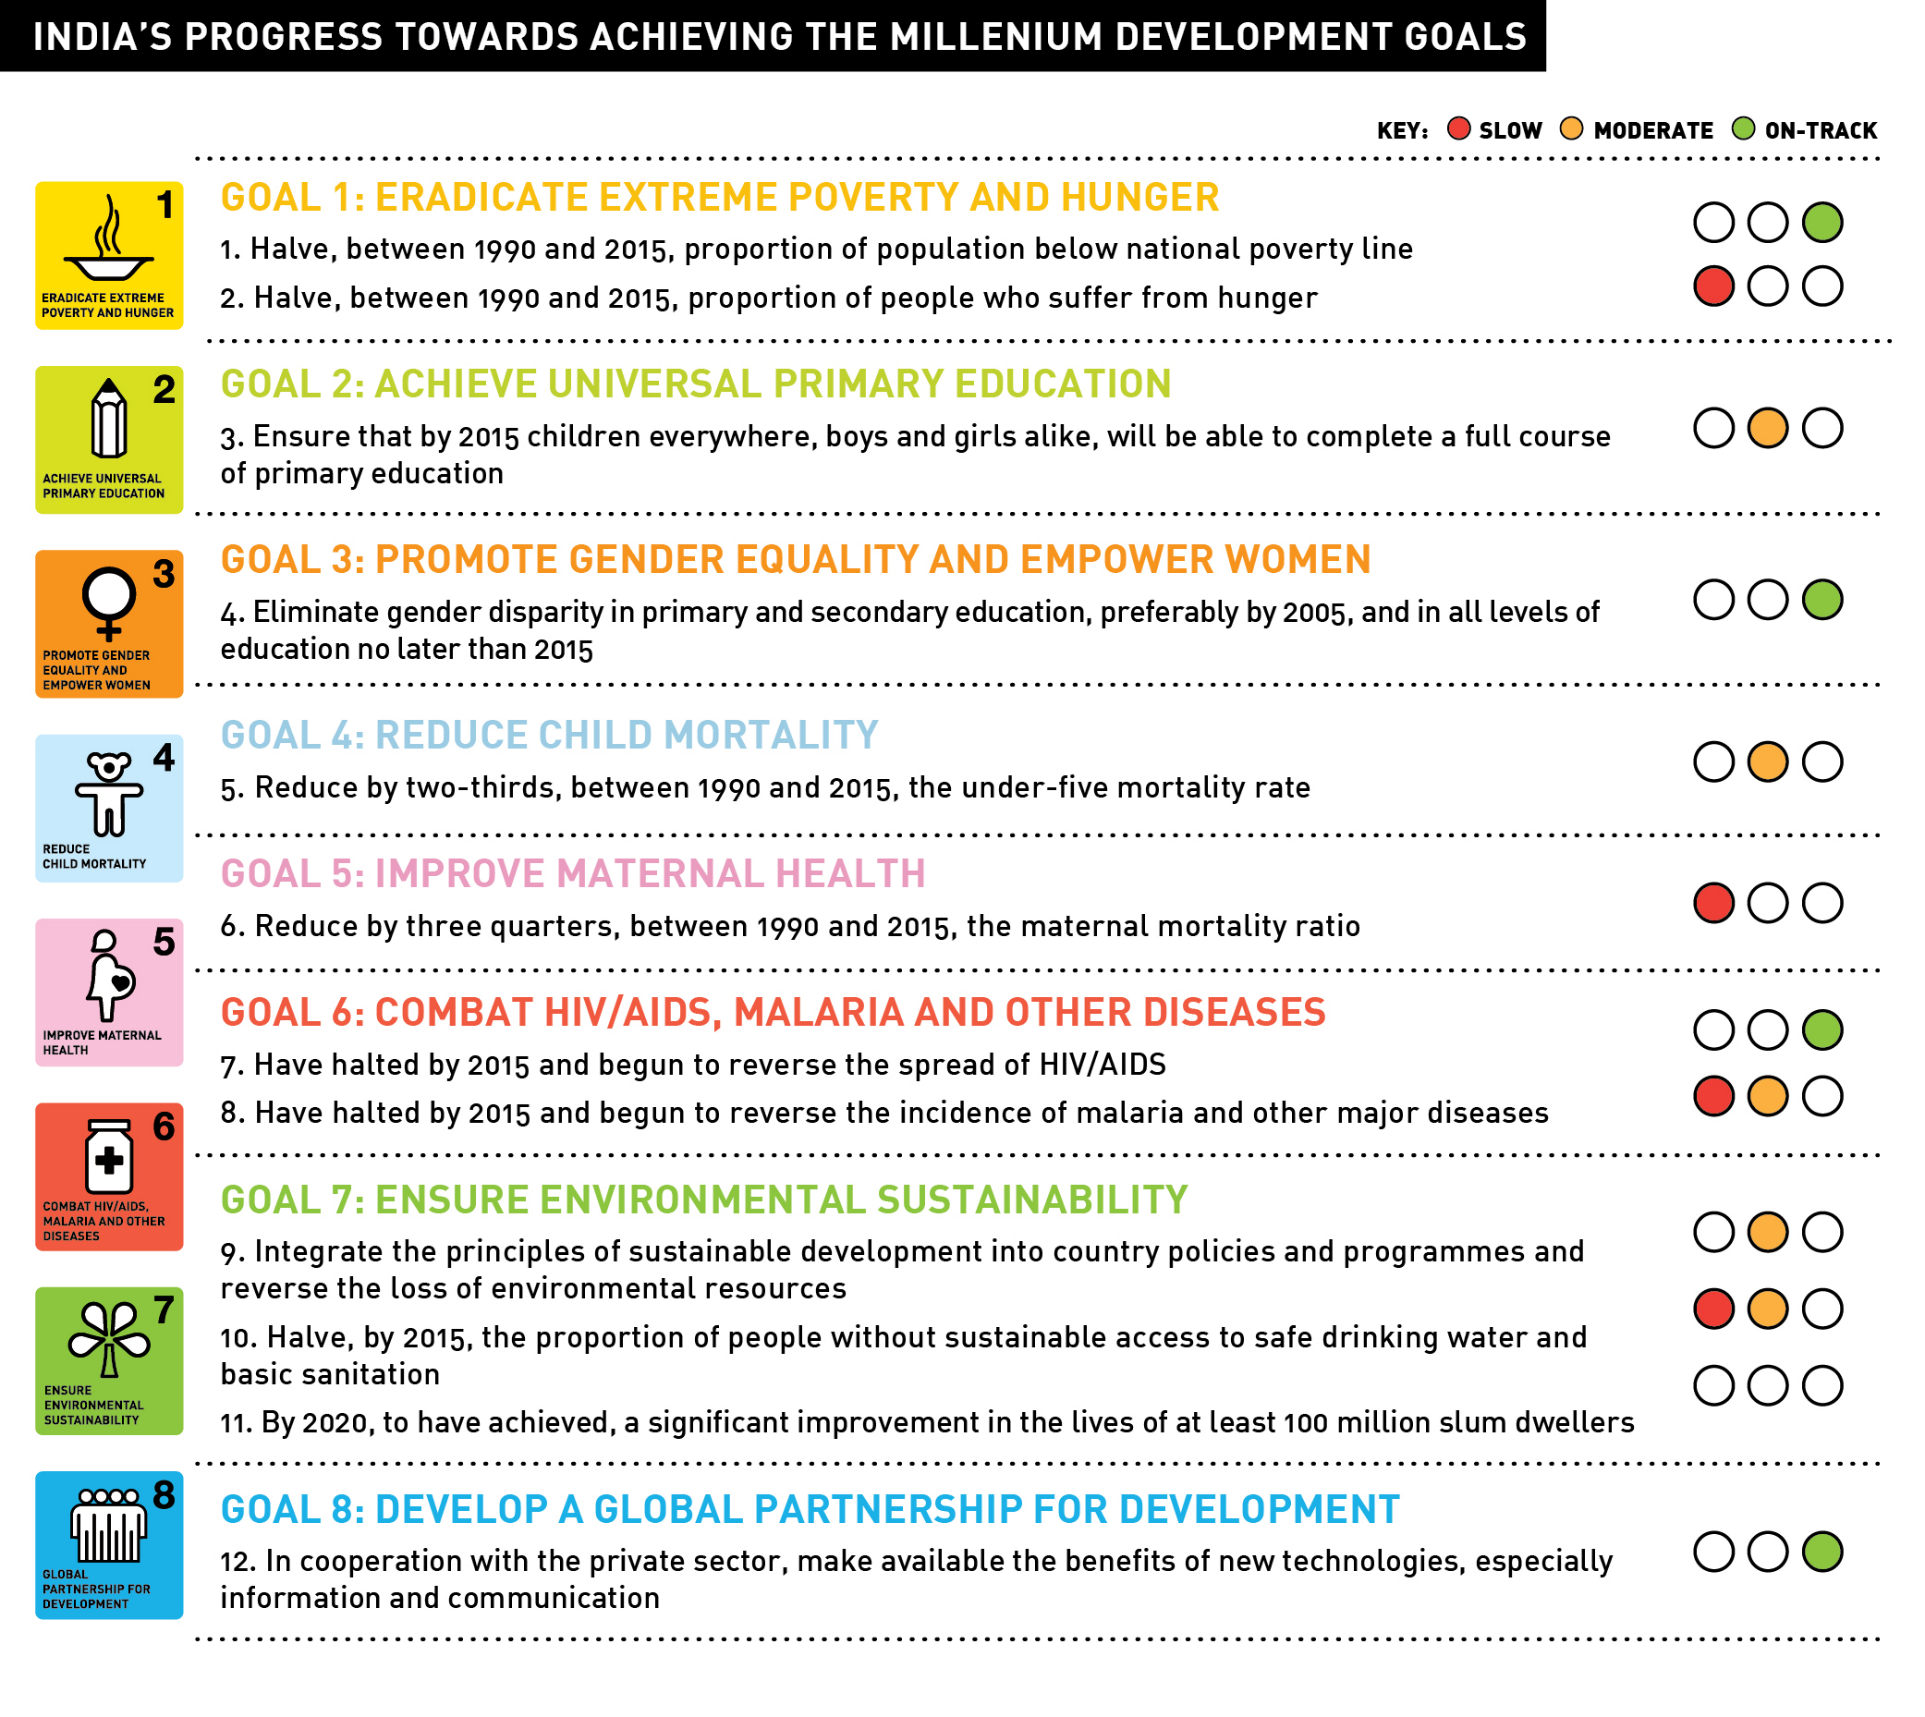 INDIA'S PROGRESS TOWARDS ACHIEVING THE MILLENIUM DEVELOPMENT GOALS
KEY: SLOW MODERATE ON-TRACK
1
ERADICATE EXTREME
POVERTY AND HUNGER
GOAL 1: ERADICATE EXTREME POVERTY AND HUNGER
1. Halve, between 1990 and 2015, proportion of population below national poverty line
2. Halve, between 1990 and 2015, proportion of people who suffer from hunger
2
ACHIEVE UNIVERSAL
PRIMARY EDUCATION
GOAL 2: ACHIEVE UNIVERSAL PRIMARY EDUCATION
3. Ensure that by 2015 children everywhere, boys and girls alike, will be able to complete a full course
of primary education
3
PROMOTE GENDER
EQUALITY AND
EMPOWER WOMEN
GOAL 3: PROMOTE GENDER EQUALITY AND EMPOWER WOMEN
4. Eliminate gender disparity in primary and secondary education, preferably by 2005, and in all levels of
education no later than 2015
4
REDUCE
CHILD MORTALITY
GOAL 4: REDUCE CHILD MORTALITY
5. Reduce by two-thirds, between 1990 and 2015, the under-five mortality rate
5
IMPROVE MATERNAL
HEALTH
GOAL 5: IMPROVE MATERNAL HEALTH
6. Reduce by three quarters, between 1990 and 2015, the maternal mortality ratio
6
COMBAT HIV/AIDS,
MALARIA AND OTHER
DISEASES
GOAL 6: COMBAT HIV/AIDS, MALARIA AND OTHER DISEASES
7. Have halted by 2015 and begun to reverse the spread of HIV/AIDS
8. Have halted by 2015 and begun to reverse the incidence of malaria and other major diseases
7
ENSURE
ENVIRONMENTAL
SUSTAINABILITY
GOAL 7: ENSURE ENVIRONMENTAL SUSTAINABILITY
9. Integrate the principles of sustainable development into country policies and programmes and
reverse the loss of environmental resources
10. Halve, by 2015, the proportion of people without sustainable access to safe drinking water and
basic sanitation
11. By 2020, to have achieved, a significant improvement in the lives of at least 100 million slum dwellers
8
GLOBAL
PARTNERSHIP FOR
DEVELOPMENT
GOAL 8: DEVELOP A GLOBAL PARTNERSHIP FOR DEVELOPMENT
12. In cooperation with the private sector, make available the benefits of new technologies, especially
information and communication